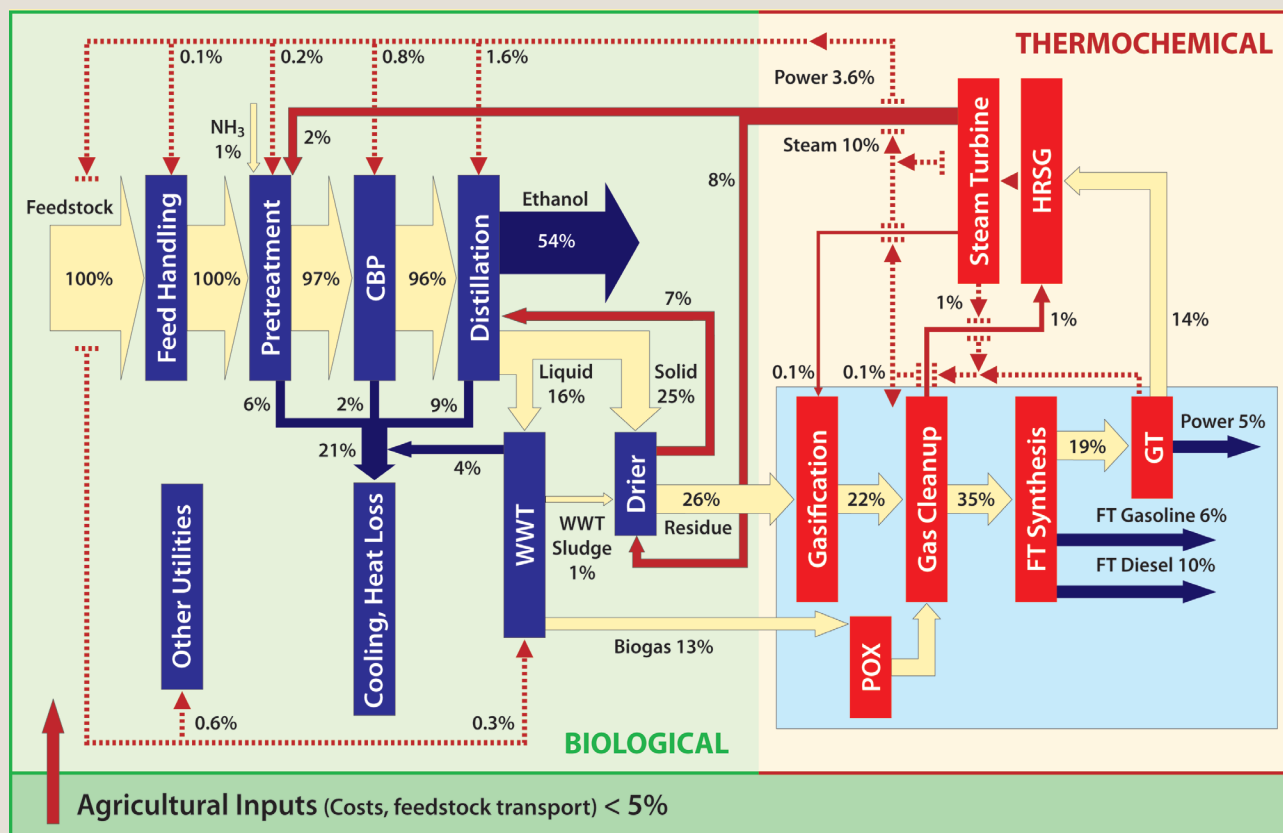 THERMOCHEMICAL
0.1%
0.2%
0.8%
1.6%
Power 3.6%
NH3
1%
2%
Steam 10%
8%
Steam Turbine
HRSG
Feedstock
Ethanol
100%
Feed Handling
100%
Pretreatment
97%
CBP
96%
Distillation
54%
7%
1%
1%
14%
6%
2%
9%
Liquid
16%
Solid
25%
0.1%
0.1%
21%
4%
Power 5%
19%
GT
Other Utilities
Cooling, Heat Loss
WWT
WWT
Sludge
1%
Drier
26%
Residue
Gasification
22%
Gas Cleanup
35%
FT Synthesis
FT Gasoline 6%
FT Diesel 10%
Biogas 13%
POX
0.6%
0.3%
BIOLOGICAL
Agricultural Inputs (Costs, feedstock transport) < 5%